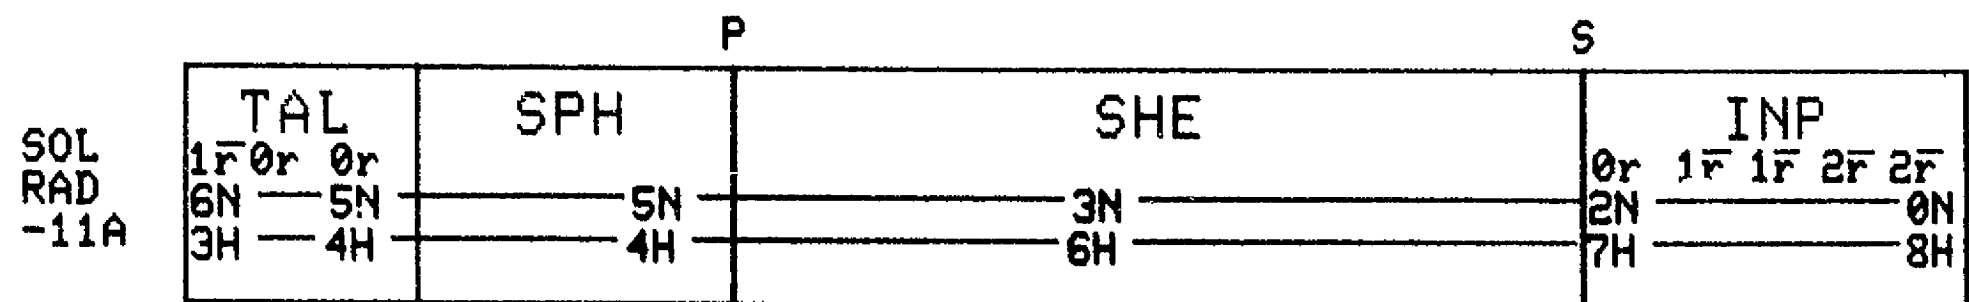 P S
TAL SPH SHE INP
SOL
RAD
-11A
1r̅ 0r 0r 0r 1r̅ 1r̅ 2r̅ 2r̅
6N 5N 5N 3N 2N 0N
3H 4H 4H 6H 7H 8H